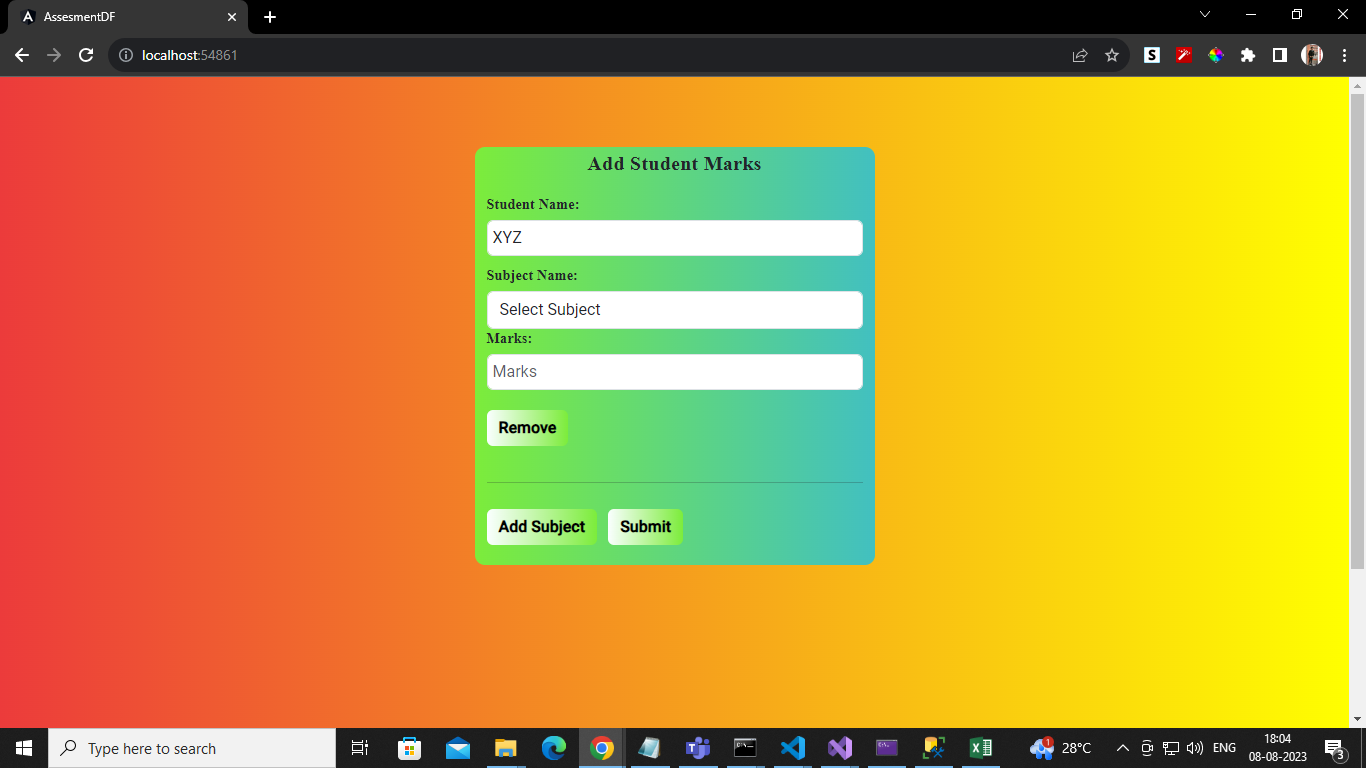 AssesmentDF
localhost:54861
Add Student Marks
Student Name:
XYZ
Subject Name:
Select Subject
Marks:
Marks
Remove
Add Subject
Submit
Type here to search
1
28°C
ENG
18:04
08-08-2023
3